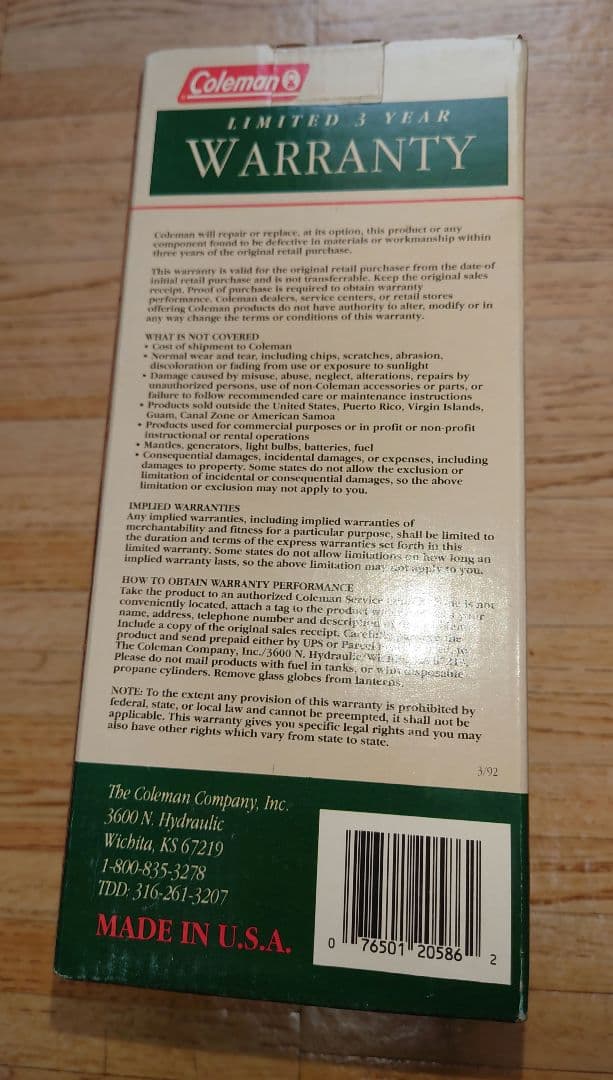 Coleman®
LIMITED 3 YEAR
WARRANTY
Coleman will repair or replace, at its option, this product or any
component found to be defective in materials or workmanship within
three years of the original retail purchase.
This warranty is valid for the original retail purchaser from the date of
initial retail purchase and is not transferrable. Keep the original sales
receipt. Proof of purchase is required to obtain warranty
performance. Coleman dealers, service centers, or retail stores
offering Coleman products do not have authority to alter, modify or in
any way change the terms or conditions of this warranty.
WHAT IS NOT COVERED
• Cost of shipment to Coleman
• Normal wear and tear, including chips, scratches, abrasion,
discoloration or fading from use or exposure to sunlight
• Damage caused by misuse, abuse, neglect, alterations, repairs by
unauthorized persons, use of non-Coleman accessories or parts, or
failure to follow recommended care or maintenance instructions
• Products sold outside the United States, Puerto Rico, Virgin Islands,
Guam, Canal Zone or American Samoa
• Products used for commercial purposes or in profit or non-profit
instructional or rental operations
• Mantles, generators, light bulbs, batteries, fuel
• Consequential damages, incidental damages, or expenses, including
damages to property. Some states do not allow the exclusion or
limitation of incidental or consequential damages, so the above
limitation or exclusion may not apply to you.
IMPLIED WARRANTIES
Any implied warranties, including implied warranties of
merchantability and fitness for a particular purpose, shall be limited to
the duration and terms of the express warranties set forth in this
limited warranty. Some states do not allow limitations on how long an
implied warranty lasts, so the above limitation may not apply to you.
HOW TO OBTAIN WARRANTY PERFORMANCE
Take the product to an authorized Coleman Service is not
conveniently located, attach a tag to the product your
name, address, telephone number and description of
Include a copy of the original sales receipt. Carefully the
product and send prepaid either by UPS or Parcel to
The Coleman Company, Inc./3600 N. Hydraulic/Wichita,
Please do not mail products with fuel in tanks, or with disposable
propane cylinders. Remove glass globes from lanterns.
NOTE: To the extent any provision of this warranty is prohibited by
federal, state, or local law and cannot be preempted, it shall not be
applicable. This warranty gives you specific legal rights and you may
also have other rights which vary from state to state.
3/92
The Coleman Company, Inc.
3600 N. Hydraulic
Wichita, KS 67219
1-800-835-3278
TDD: 316-261-3207
MADE IN U.S.A.
0 76501 20586 2